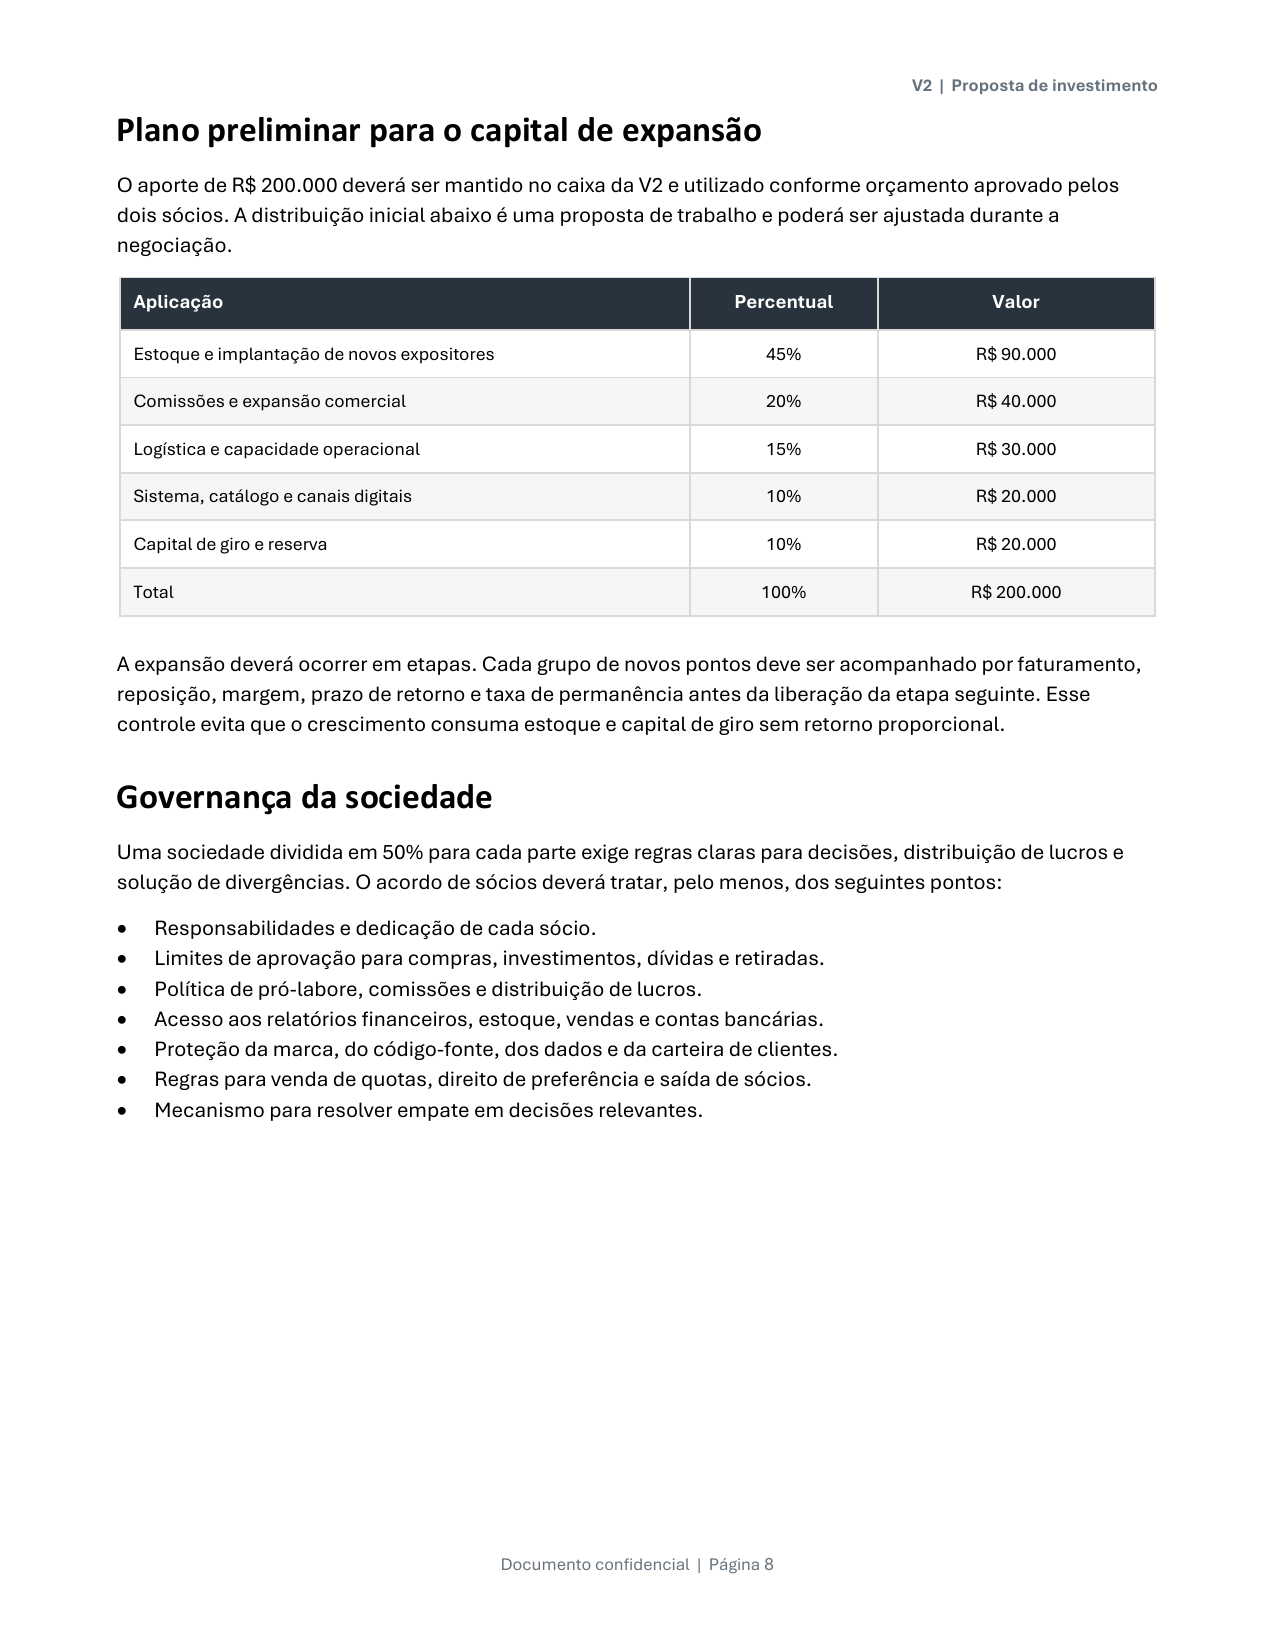 V2 | Proposta de investimento
Plano preliminar para o capital de expansão
O aporte de R$ 200.000 deverá ser mantido no caixa da V2 e utilizado conforme orçamento aprovado pelos
dois sócios. A distribuição inicial abaixo é uma proposta de trabalho e poderá ser ajustada durante a
negociação.
Aplicação Percentual Valor
Estoque e implantação de novos expositores 45% R$ 90.000
Comissões e expansão comercial 20% R$ 40.000
Logística e capacidade operacional 15% R$ 30.000
Sistema, catálogo e canais digitais 10% R$ 20.000
Capital de giro e reserva 10% R$ 20.000
Total 100% R$ 200.000
A expansão deverá ocorrer em etapas. Cada grupo de novos pontos deve ser acompanhado por faturamento,
reposição, margem, prazo de retorno e taxa de permanência antes da liberação da etapa seguinte. Esse
controle evita que o crescimento consuma estoque e capital de giro sem retorno proporcional.
Governança da sociedade
Uma sociedade dividida em 50% para cada parte exige regras claras para decisões, distribuição de lucros e
solução de divergências. O acordo de sócios deverá tratar, pelo menos, dos seguintes pontos:
• Responsabilidades e dedicação de cada sócio.
• Limites de aprovação para compras, investimentos, dívidas e retiradas.
• Política de pró-labore, comissões e distribuição de lucros.
• Acesso aos relatórios financeiros, estoque, vendas e contas bancárias.
• Proteção da marca, do código-fonte, dos dados e da carteira de clientes.
• Regras para venda de quotas, direito de preferência e saída de sócios.
• Mecanismo para resolver empate em decisões relevantes.
Documento confidencial | Página 8